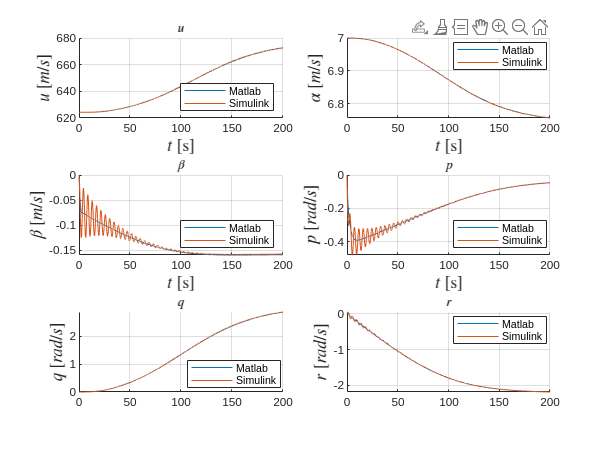 u
680
660
640
620
u [m/s]
Matlab
Simulink
0 50 100 150 200
t [s]
7
6.9
6.8
α [m/s]
Matlab
Simulink
0 50 100 150 200
t [s]
β
0
-0.05
-0.1
-0.15
β [m/s]
Matlab
Simulink
0 50 100 150 200
t [s]
p
0
-0.2
-0.4
p [rad/s]
Matlab
Simulink
0 50 100 150 200
t [s]
q
2
1
0
q [rad/s]
Matlab
Simulink
0 50 100 150 200
r
0
-1
-2
r [rad/s]
Matlab
Simulink
0 50 100 150 200